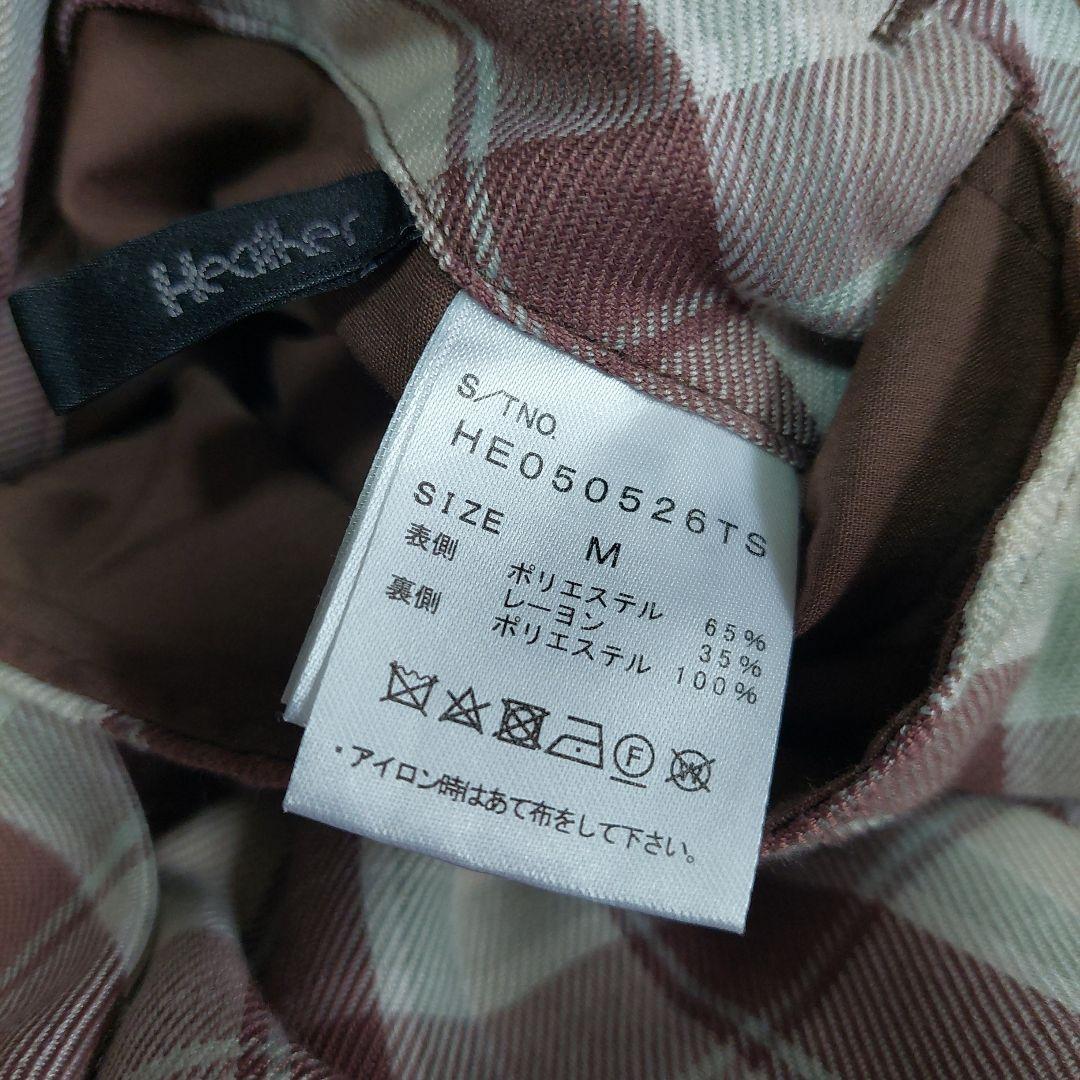 Heather
S/TNO.
HE050526TS
SIZE M
表側 ポリエステル 65%
レーヨン 35%
裏側 ポリエステル 100%
F
W
・アイロン時はあて布をして下さい。